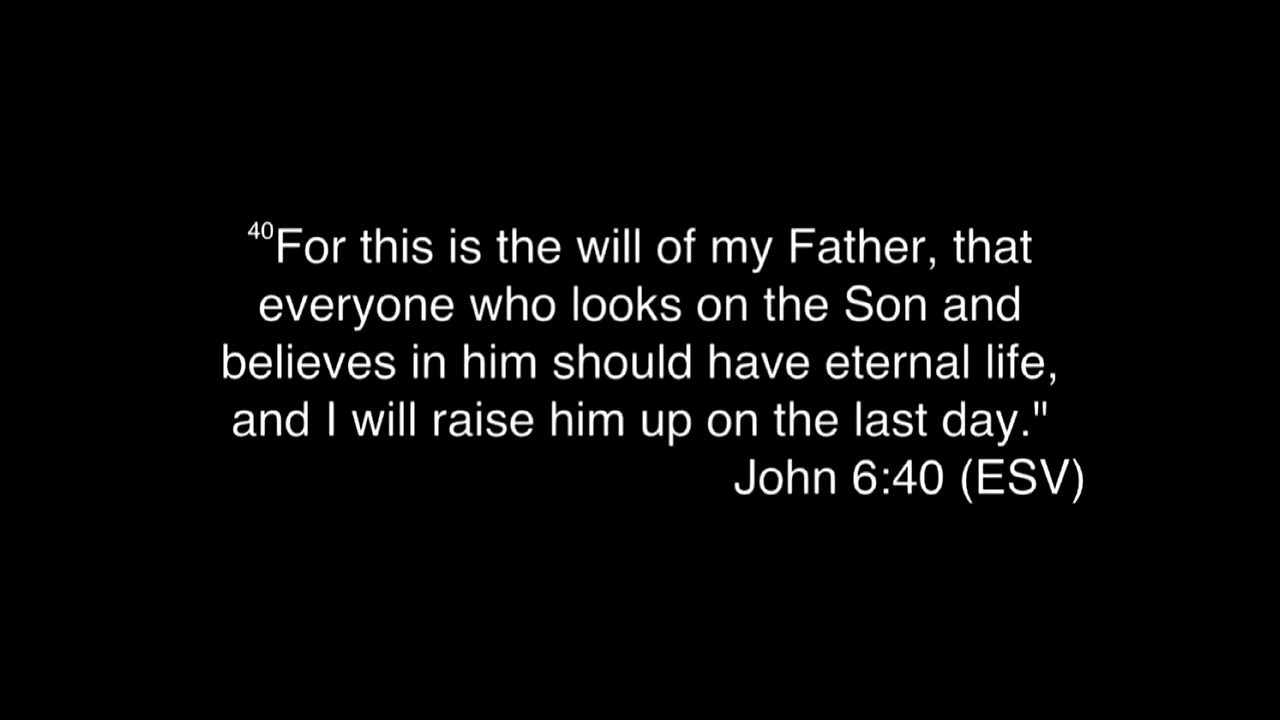 ⁴⁰For this is the will of my Father, that
everyone who looks on the Son and
believes in him should have eternal life,
and I will raise him up on the last day."
John 6:40 (ESV)